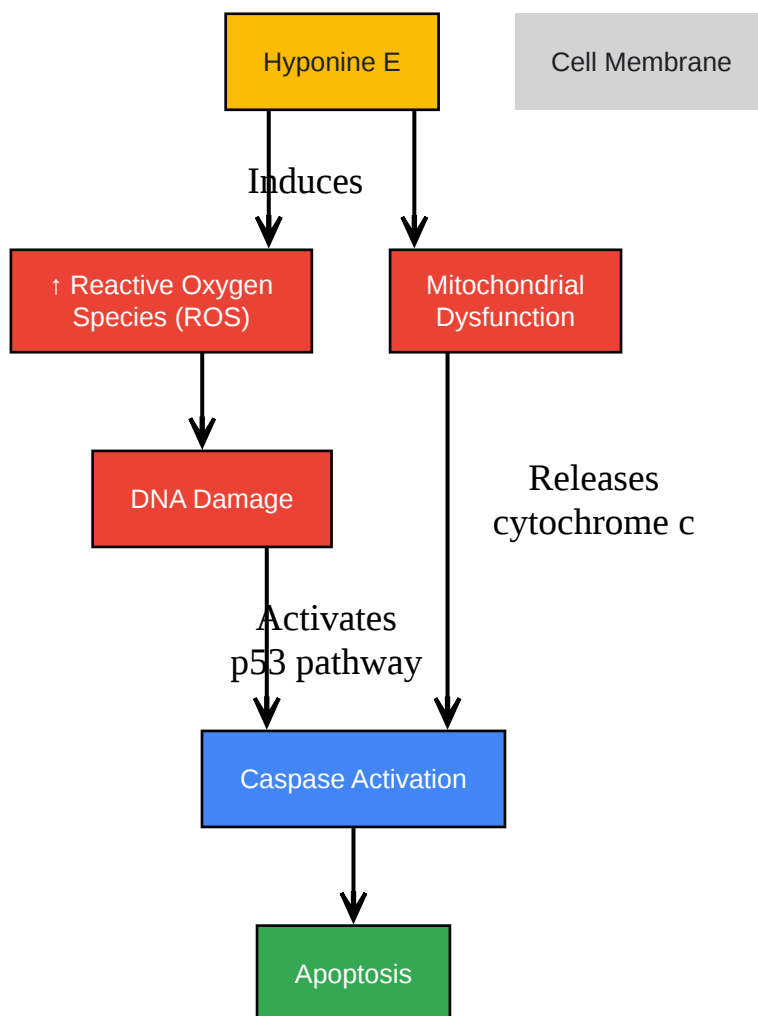 Hyponine E
Cell Membrane
Induces
↑ Reactive Oxygen
Species (ROS)
Mitochondrial
Dysfunction
DNA Damage
Releases
cytochrome c
Activates
p53 pathway
Caspase Activation
Apoptosis